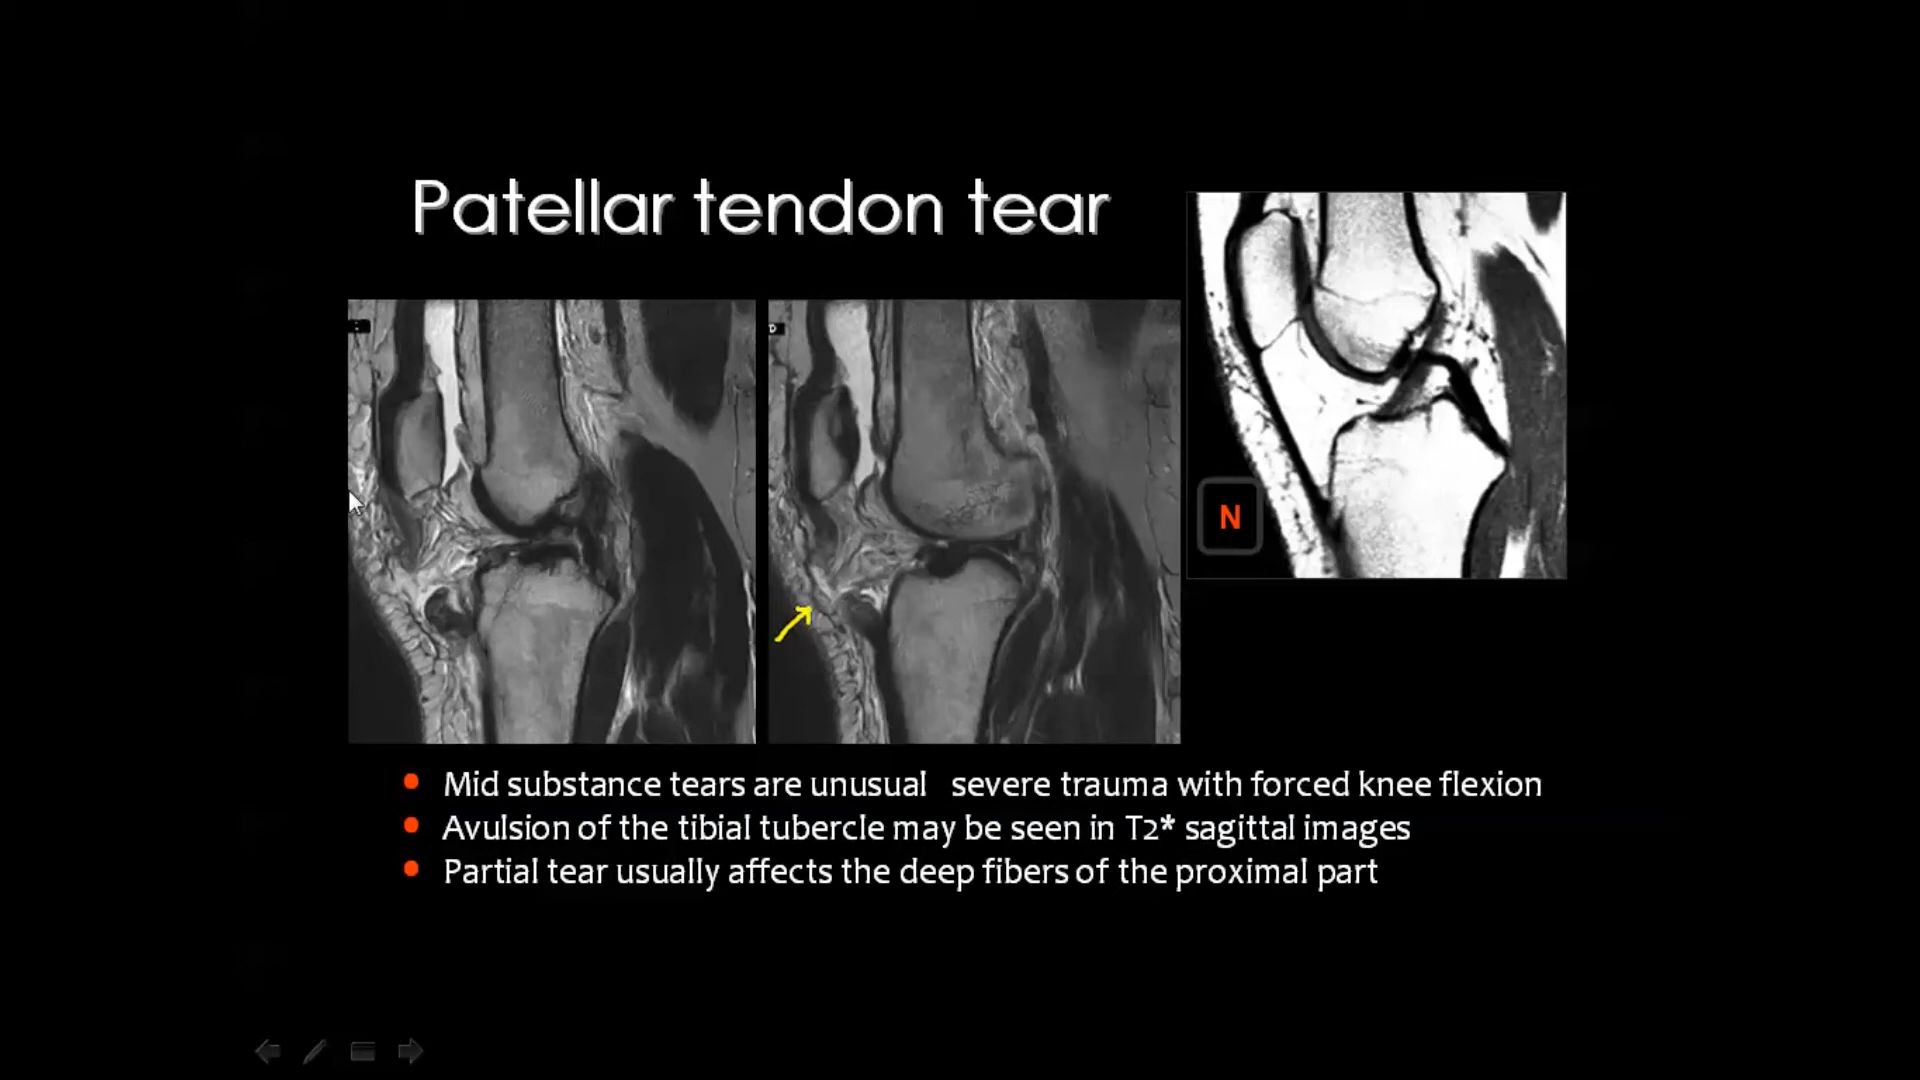 Patellar tendon tear
N
Mid substance tears are unusual severe trauma with forced knee flexion
Avulsion of the tibial tubercle may be seen in T2* sagittal images
Partial tear usually affects the deep fibers of the proximal part